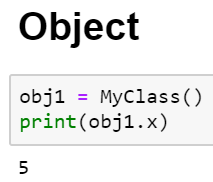 Object
obj1 = MyClass()
print(obj1.x)
5